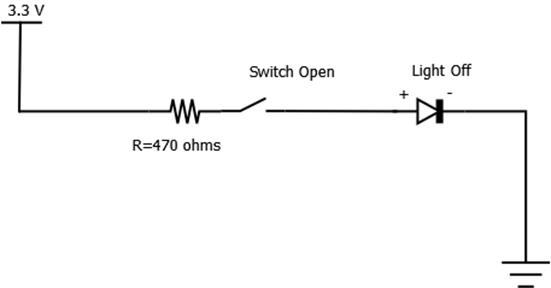 3.3 V
Switch Open
Light Off
+ -
R=470 ohms